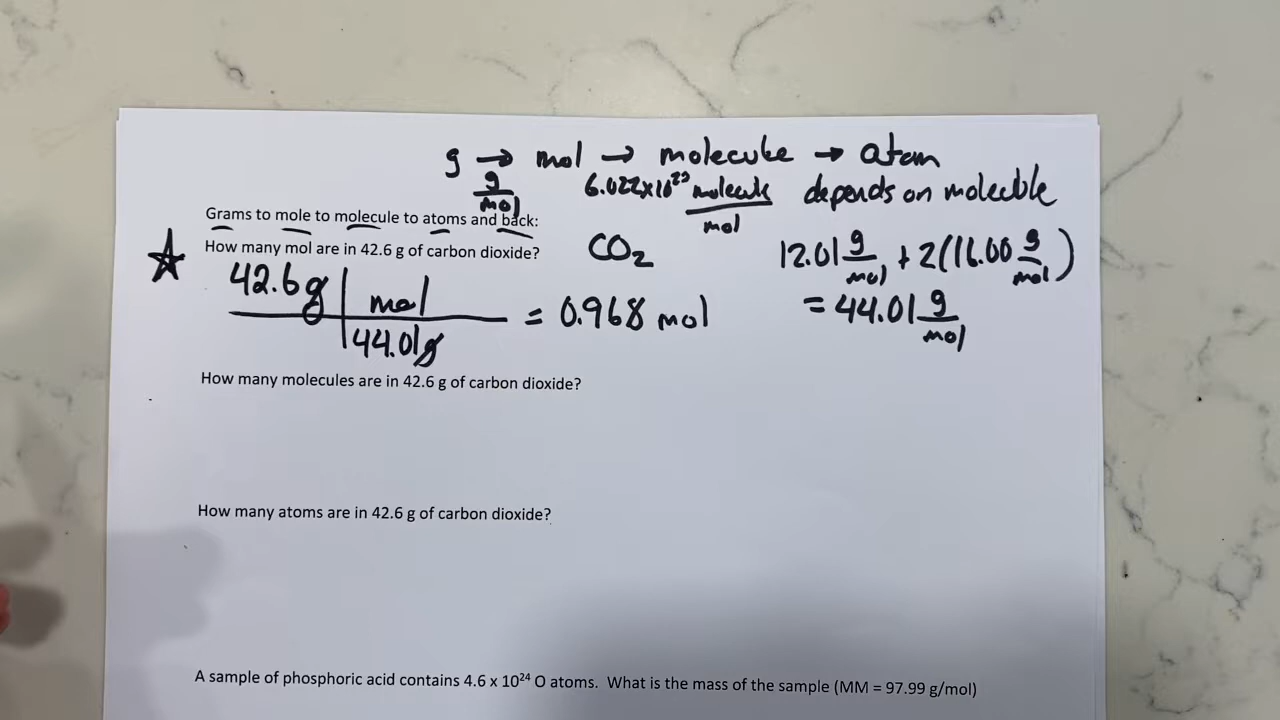 g → mol → molecule → atom
g/mol 6.022x10²³ molecule/mol depends on molecule
Grams to mole to molecule to atoms and back:
How many mol are in 42.6 g of carbon dioxide? CO₂ 12.01 g/mol + 2(16.00 g/mol)
42.6g | mol / 44.01g = 0.968 mol = 44.01 g/mol
How many molecules are in 42.6 g of carbon dioxide?
How many atoms are in 42.6 g of carbon dioxide?
A sample of phosphoric acid contains 4.6 x 10²⁴ O atoms. What is the mass of the sample (MM = 97.99 g/mol)